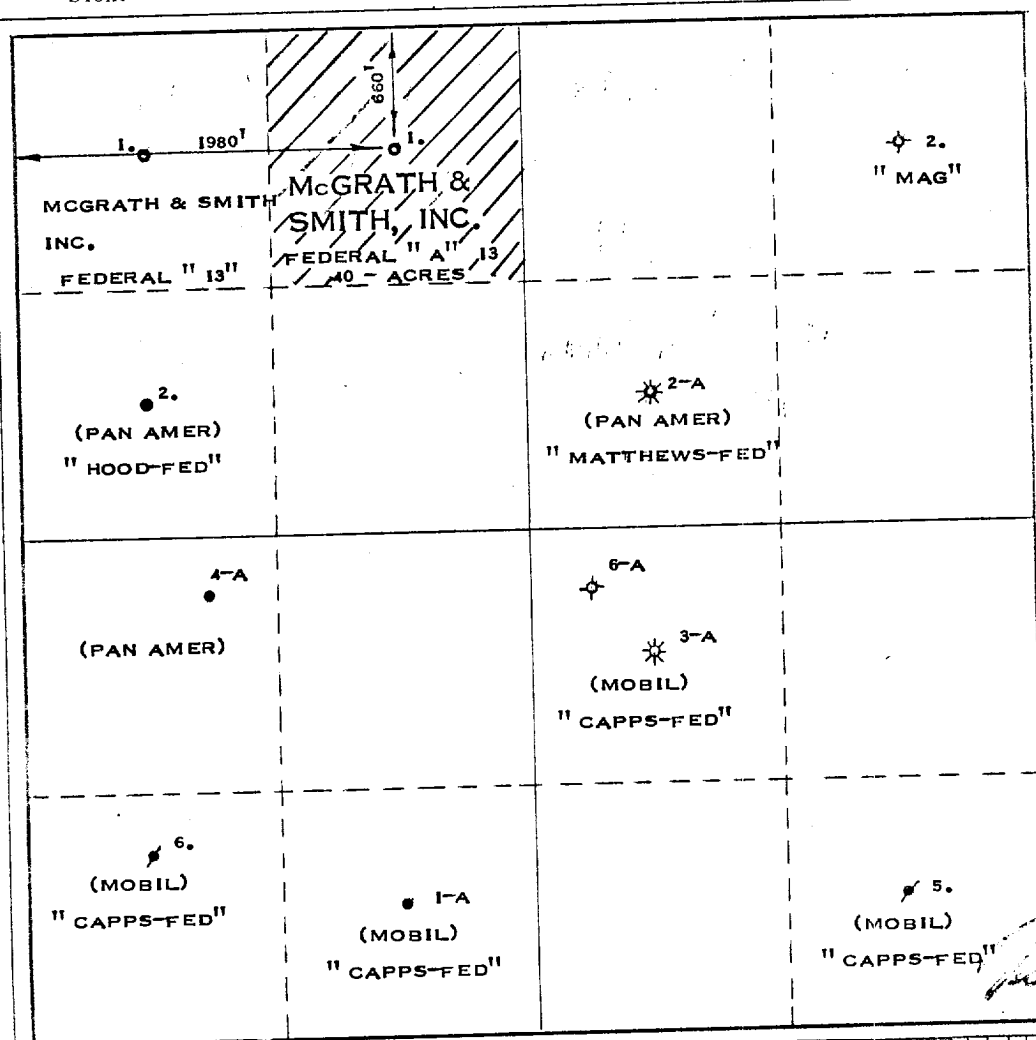 660'
1. 1980' 1.
2.
" MAG"
MCGRATH & SMITH
INC.
FEDERAL " 13"
McGRATH &
SMITH, INC.
FEDERAL " A" 13
40 - ACRES
2.
(PAN AMER)
" HOOD-FED"
2-A
(PAN AMER)
" MATTHEWS-FED"
4-A
(PAN AMER)
6-A
3-A
(MOBIL)
" CAPPS-FED"
6.
(MOBIL)
" CAPPS-FED"
1-A
(MOBIL)
" CAPPS-FED"
5.
(MOBIL)
" CAPPS-FED"